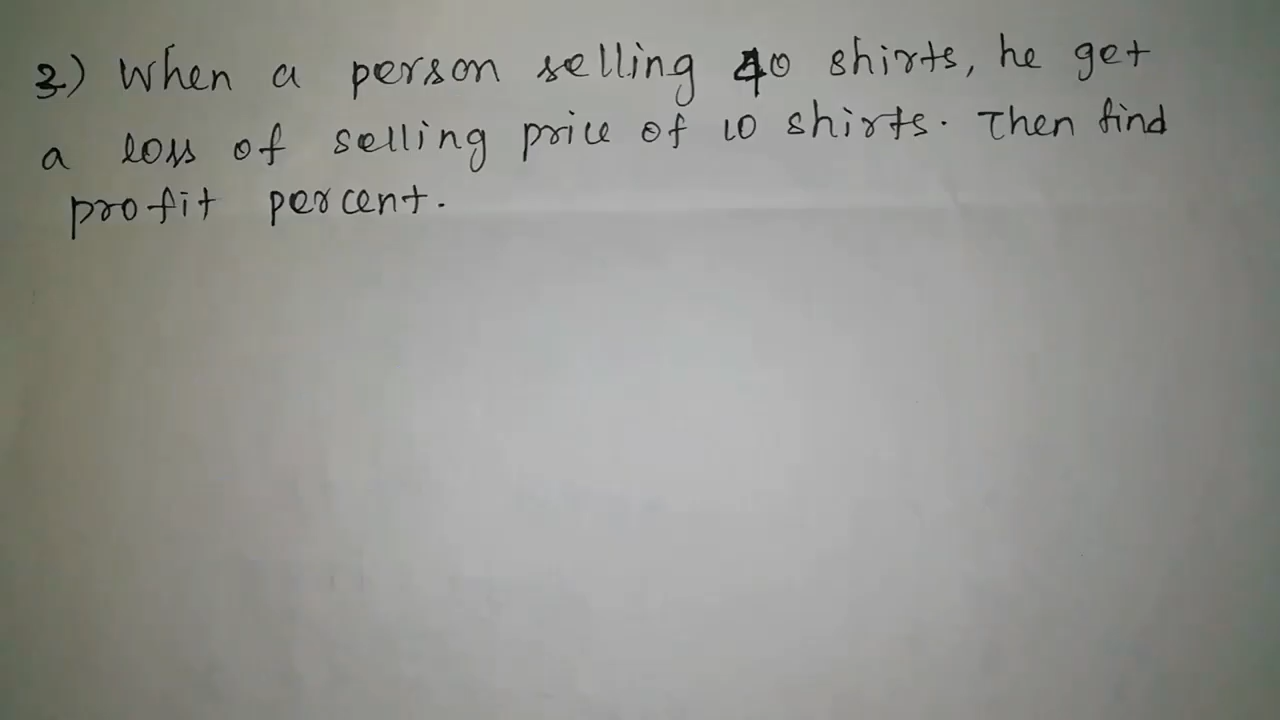 3) When a person selling 40 shirts, he get
a loss of selling price of 10 shirts. Then find
profit percent.